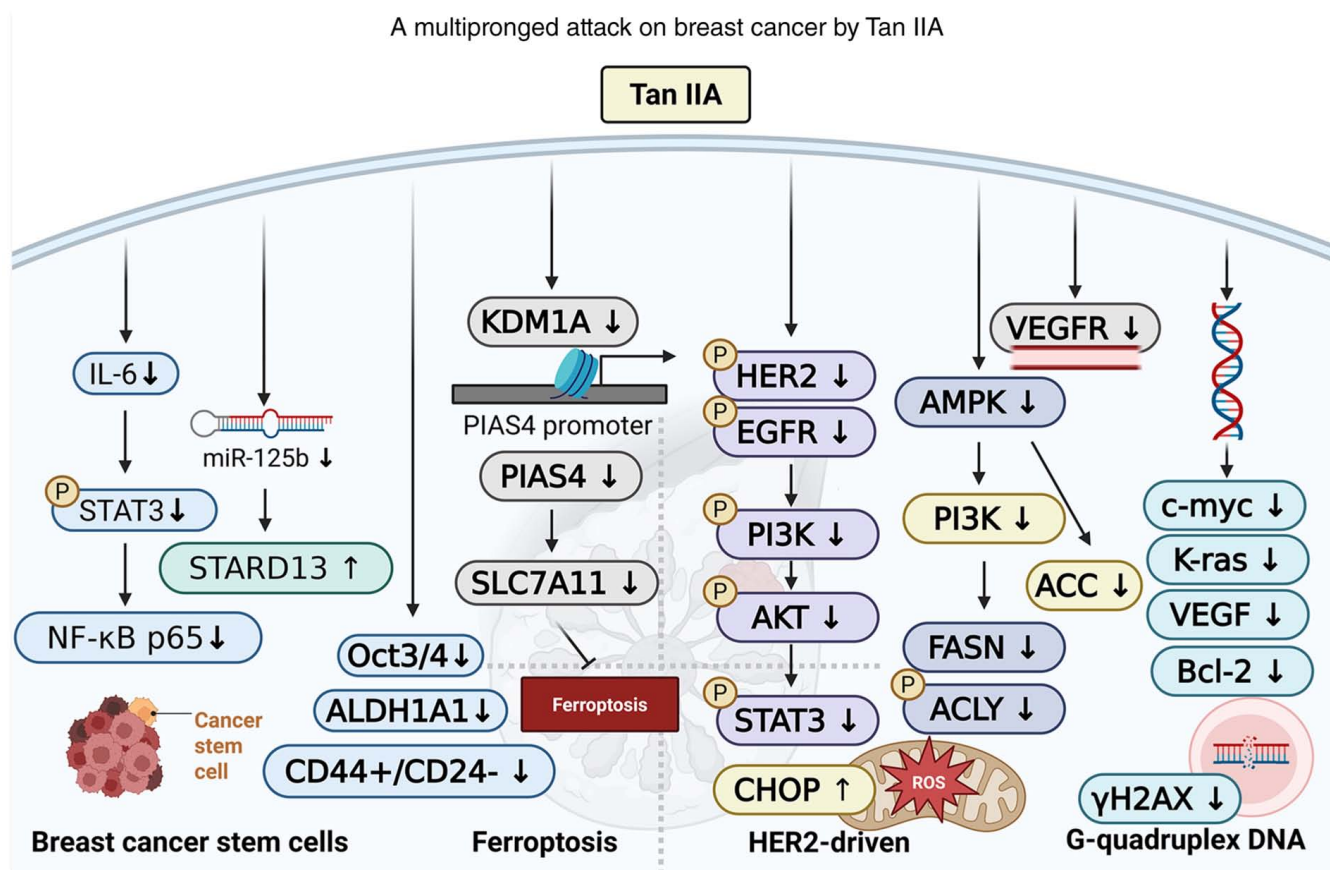 A multipronged attack on breast cancer by Tan IIA
Tan IIA
IL-6↓
P
STAT3↓
NF-κB p65↓
Cancer
stem
cell
miR-125b ↓
STARD13 ↑
Oct3/4↓
ALDH1A1↓
CD44+/CD24- ↓
Breast cancer stem cells
KDM1A ↓
PIAS4 promoter
PIAS4 ↓
SLC7A11 ↓
Ferroptosis
Ferroptosis
P
HER2 ↓
P
EGFR ↓
P
PI3K ↓
P
AKT ↓
P
STAT3 ↓
CHOP ↑
ROS
AMPK ↓
PI3K ↓
ACC ↓
FASN ↓
P
ACLY ↓
HER2-driven
VEGFR ↓
c-myc ↓
K-ras ↓
VEGF ↓
Bcl-2 ↓
γH2AX ↓
G-quadruplex DNA